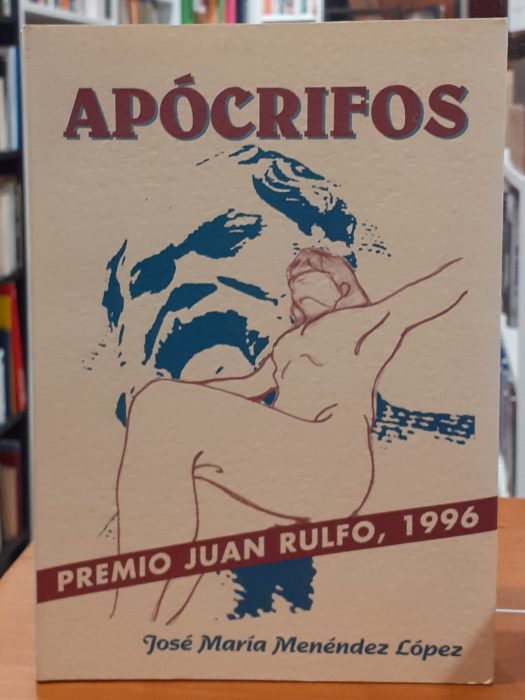 APÓCRIFOS
PREMIO JUAN RULFO, 1996
José María Menéndez López